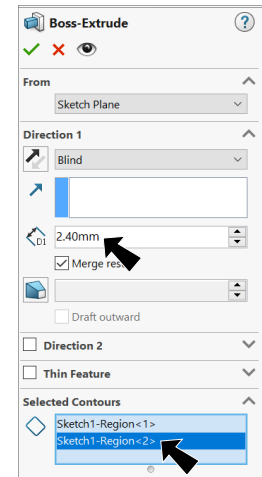 Boss-Extrude
?
From
Sketch Plane
Direction 1
Blind
D1
2.40mm
Merge res
Draft outward
Direction 2
Thin Feature
Selected Contours
Sketch1-Region<1>
Sketch1-Region<2>